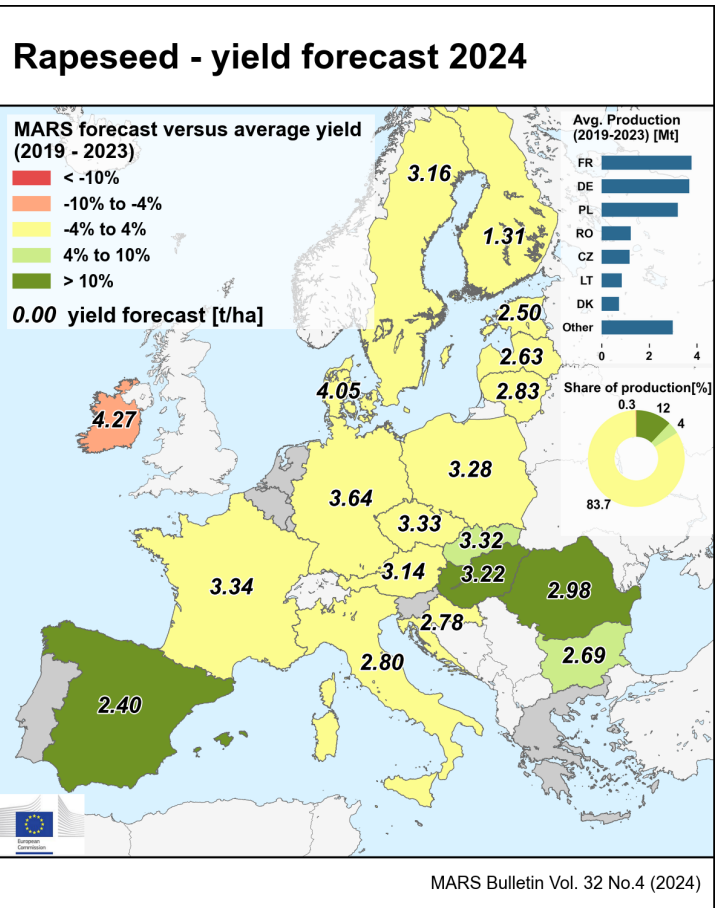 Rapeseed - yield forecast 2024
MARS forecast versus average yield
(2019 - 2023)
< -10%
-10% to -4%
-4% to 4%
4% to 10%
> 10%
0.00 yield forecast [t/ha]
Avg. Production
(2019-2023) [Mt]
FR
DE
PL
RO
CZ
LT
DK
Other
0 2 4
Share of production[%]
0.3 12
4
83.7
3.16
1.31
2.50
2.63
2.83
4.05
4.27
3.28
3.64
3.33
3.32
3.14
3.22
3.34
2.98
2.78
2.69
2.80
2.40
European
Commission
MARS Bulletin Vol. 32 No.4 (2024)